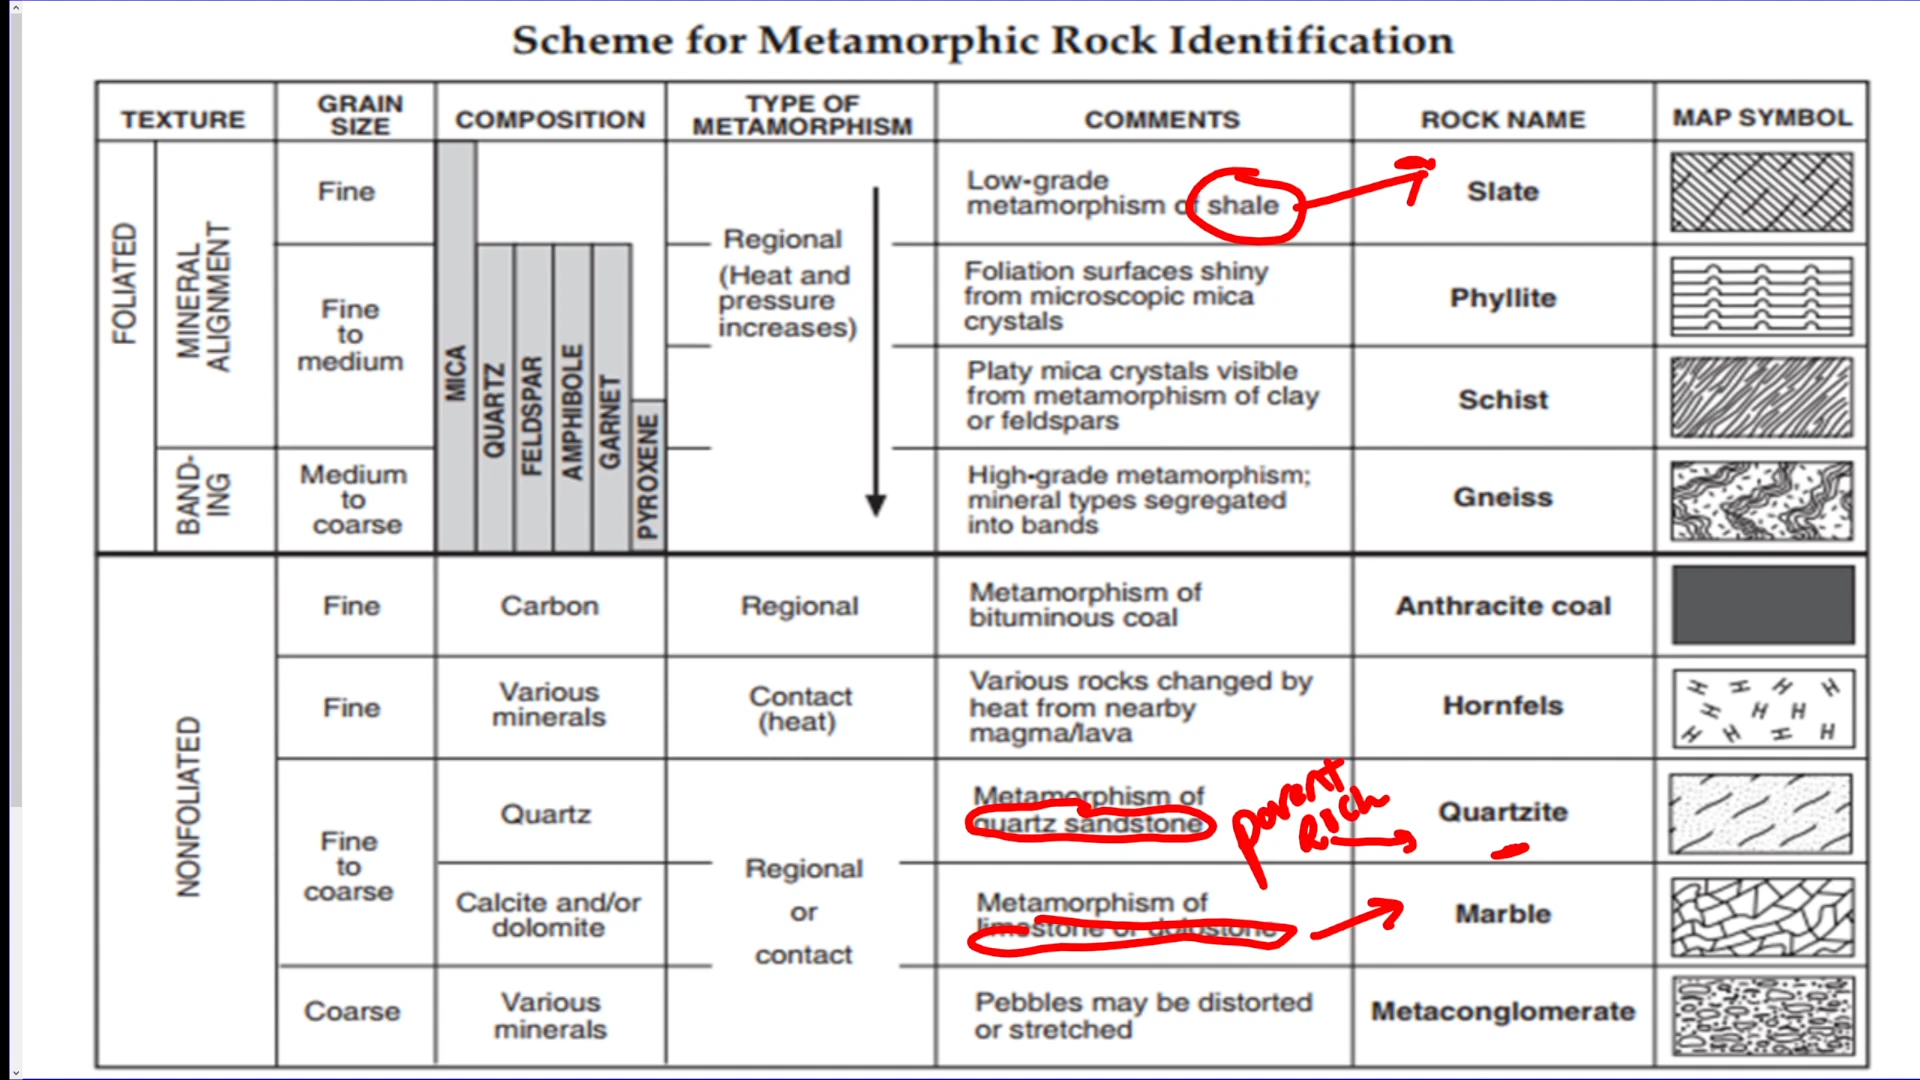 Scheme for Metamorphic Rock Identification
TEXTURE
GRAIN
SIZE
COMPOSITION
TYPE OF
METAMORPHISM
COMMENTS
ROCK NAME
MAP SYMBOL
FOLIATED
MINERAL
ALIGNMENT
Fine
MICA
Regional
(Heat and
pressure
increases)
Low-grade
metamorphism of shale
Slate
Fine
to
medium
QUARTZ
FELDSPAR
AMPHIBOLE
GARNET
PYROXENE
Foliation surfaces shiny
from microscopic mica
crystals
Phyllite
Platy mica crystals visible
from metamorphism of clay
or feldspars
Schist
BAND-
ING
Medium
to
coarse
High-grade metamorphism;
mineral types segregated
into bands
Gneiss
NONFOLIATED
Fine
Carbon
Regional
Metamorphism of
bituminous coal
Anthracite coal
Fine
Various
minerals
Contact
(heat)
Various rocks changed by
heat from nearby
magma/lava
Hornfels
H H H H
H H H
H H H H
Fine
to
coarse
Quartz
Regional
or
contact
Metamorphism of
quartz sandstone
parent
Quartzite
Calcite and/or
dolomite
Metamorphism of
limestone or dolostone
Marble
Coarse
Various
minerals
Pebbles may be distorted
or stretched
Metaconglomerate